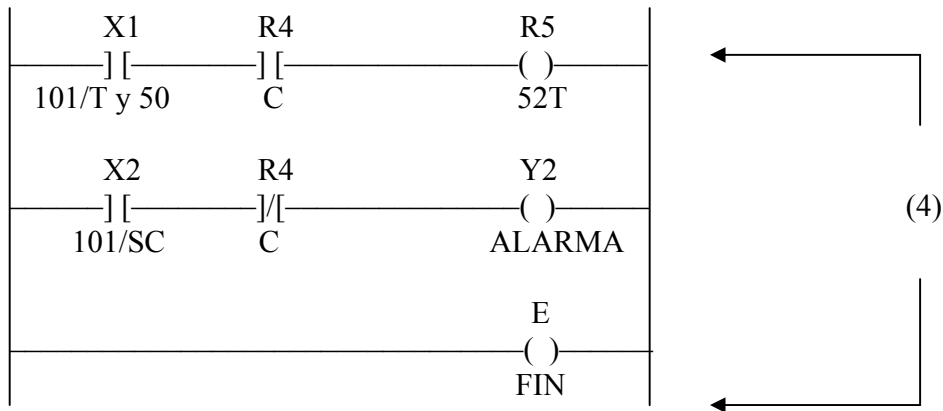 X1 R4 R5
] [ ] [ ( )
101/T y 50 C 52T
X2 R4 Y2
] [ ]/[ ( )
(4)
101/SC C ALARMA
E
( )
FIN